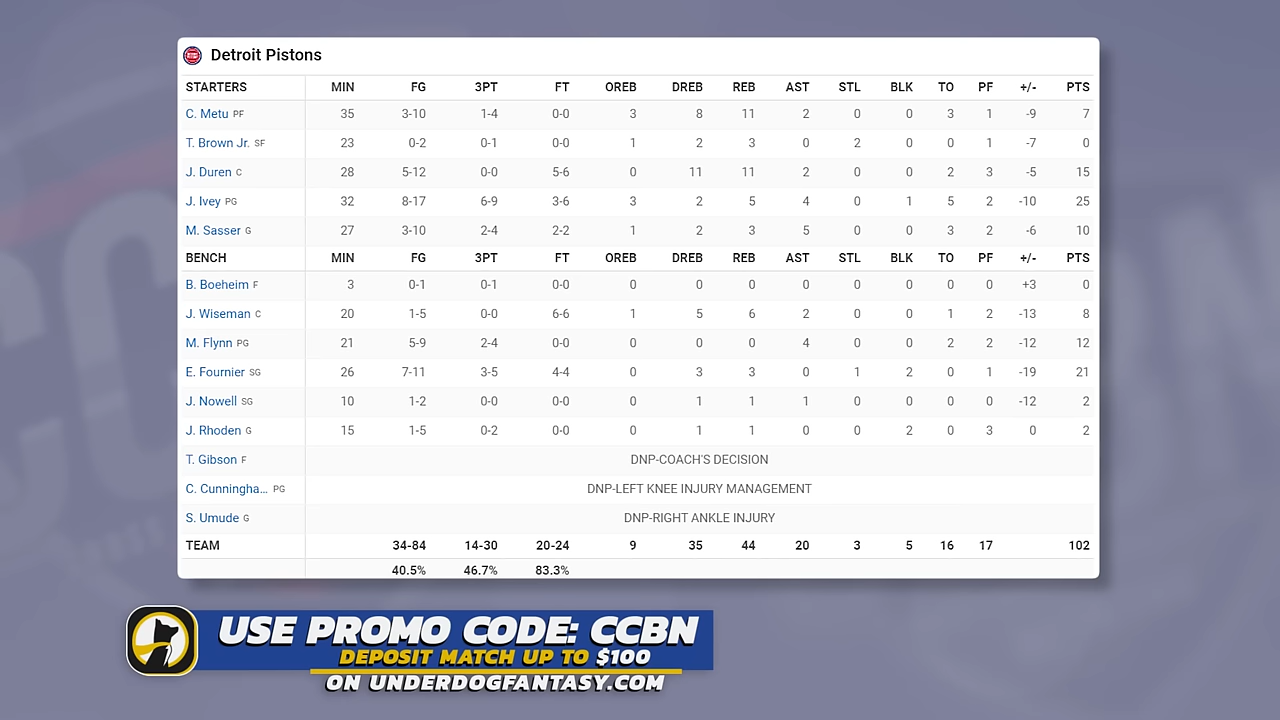 Detroit Pistons
STARTERS MIN FG 3PT FT OREB DREB REB AST STL BLK TO PF +/- PTS
C. Metu PF 35 3-10 1-4 0-0 3 8 11 2 0 0 3 1 -9 7
T. Brown Jr. SF 23 0-2 0-1 0-0 1 2 3 0 2 0 0 1 -7 0
J. Duren C 28 5-12 0-0 5-6 0 11 11 2 0 0 2 3 -5 15
J. Ivey PG 32 8-17 6-9 3-6 3 2 5 4 0 1 5 2 -10 25
M. Sasser G 27 3-10 2-4 2-2 1 2 3 5 0 0 3 2 -6 10
BENCH MIN FG 3PT FT OREB DREB REB AST STL BLK TO PF +/- PTS
B. Boeheim F 3 0-1 0-1 0-0 0 0 0 0 0 0 0 0 +3 0
J. Wiseman C 20 1-5 0-0 6-6 1 5 6 2 0 0 1 2 -13 8
M. Flynn PG 21 5-9 2-4 0-0 0 0 0 4 0 0 2 2 -12 12
E. Fournier SG 26 7-11 3-5 4-4 0 3 3 0 1 2 0 1 -19 21
J. Nowell SG 10 1-2 0-0 0-0 0 1 1 1 0 0 0 0 -12 2
J. Rhoden G 15 1-5 0-2 0-0 0 1 1 0 0 2 0 3 0 2
T. Gibson F DNP-COACH'S DECISION
C. Cunningha... PG DNP-LEFT KNEE INJURY MANAGEMENT
S. Umude G DNP-RIGHT ANKLE INJURY
TEAM 34-84 14-30 20-24 9 35 44 20 3 5 16 17 102
40.5% 46.7% 83.3%
USE PROMO CODE: CCBN
DEPOSIT MATCH UP TO $100
ON UNDERDOGFANTASY.COM